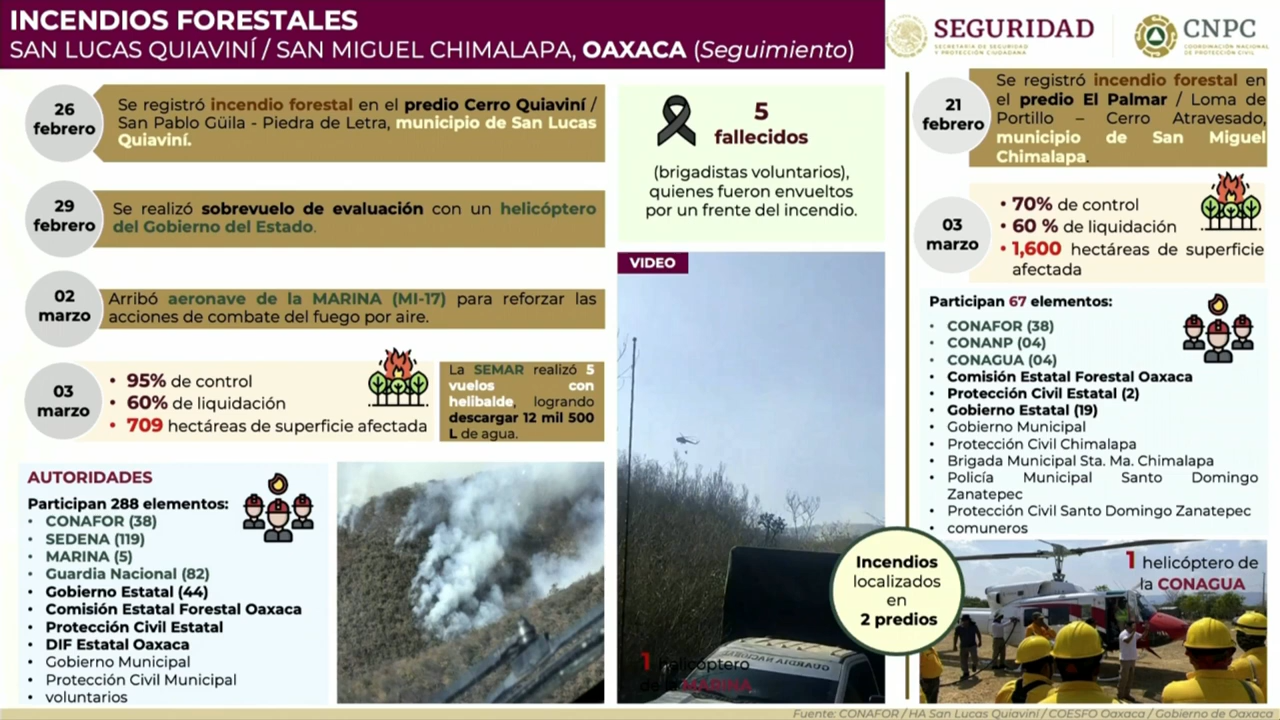 INCENDIOS FORESTALES
SAN LUCAS QUIAVINÍ / SAN MIGUEL CHIMALAPA, OAXACA (Seguimiento)
SEGURIDAD
SECRETARÍA DE SEGURIDAD
Y PROTECCIÓN CIUDADANA
CNPC
COORDINACIÓN NACIONAL
DE PROTECCIÓN CIVIL
26
febrero
Se registró incendio forestal en el predio Cerro Quiaviní /
San Pablo Güila - Piedra de Letra, municipio de San Lucas
Quiaviní.
29
febrero
Se realizó sobrevuelo de evaluación con un helicóptero
del Gobierno del Estado.
02
marzo
Arribó aeronave de la MARINA (MI-17) para reforzar las
acciones de combate del fuego por aire.
03
marzo
• 95% de control
• 60% de liquidación
• 709 hectáreas de superficie afectada
La SEMAR realizó 5
vuelos con
helibalde, logrando
descargar 12 mil 500
L de agua.
AUTORIDADES
Participan 288 elementos:
• CONAFOR (38)
• SEDENA (119)
• MARINA (5)
• Guardia Nacional (82)
• Gobierno Estatal (44)
• Comisión Estatal Forestal Oaxaca
• Protección Civil Estatal
• DIF Estatal Oaxaca
• Gobierno Municipal
• Protección Civil Municipal
• voluntarios
5
fallecidos
(brigadistas voluntarios),
quienes fueron envueltos
por un frente del incendio.
VIDEO
GUARDIA NACIONAL
1 helicóptero
de la MARINA
Incendios
localizados
en
2 predios
21
febrero
Se registró incendio forestal en
el predio El Palmar / Loma de
Portillo – Cerro Atravesado,
municipio de San Miguel
Chimalapa.
03
marzo
• 70% de control
• 60 % de liquidación
• 1,600 hectáreas de superficie
afectada
Participan 67 elementos:
• CONAFOR (38)
• CONANP (04)
• CONAGUA (04)
• Comisión Estatal Forestal Oaxaca
• Protección Civil Estatal (2)
• Gobierno Estatal (19)
• Gobierno Municipal
• Protección Civil Chimalapa
• Brigada Municipal Sta. Ma. Chimalapa
• Policía Municipal Santo Domingo
Zanatepec
• Protección Civil Santo Domingo Zanatepec
• comuneros
1 helicóptero de
la CONAGUA
Fuente: CONAFOR / HA San Lucas Quiaviní / COESFO Oaxaca / Gobierno de Oaxaca